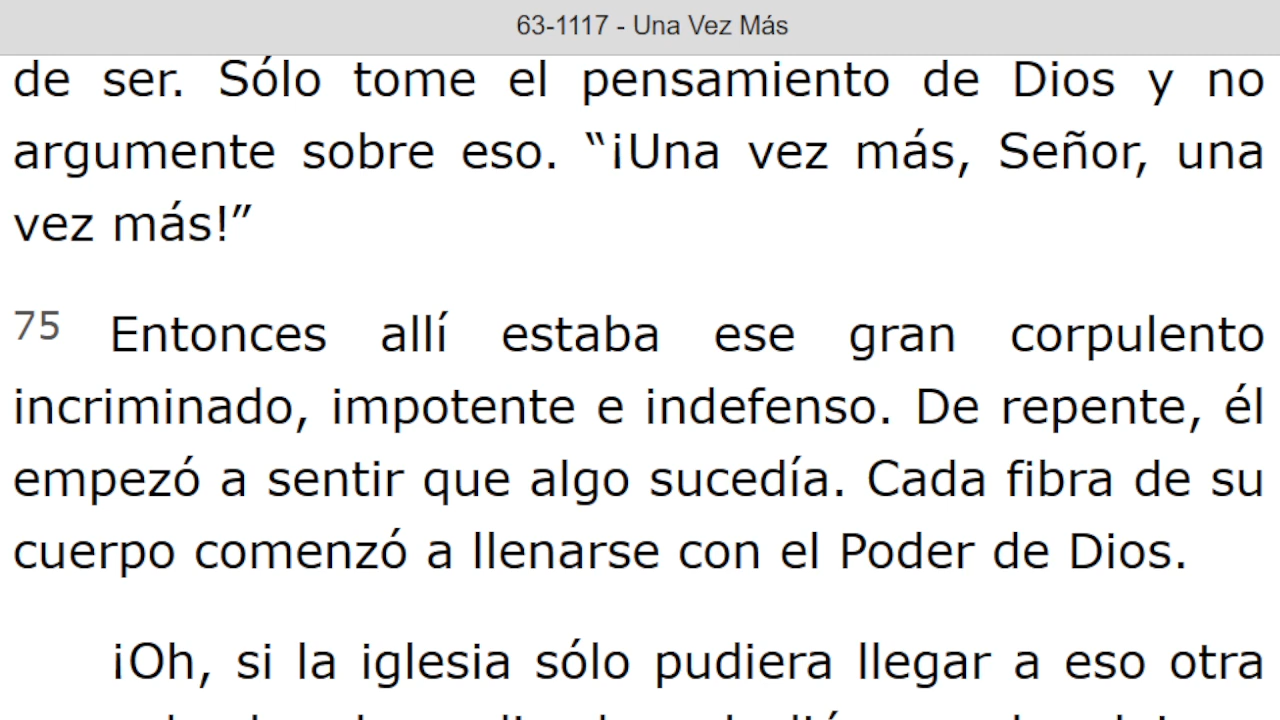 63-1117 - Una Vez Más
de ser. Sólo tome el pensamiento de Dios y no
argumente sobre eso. “¡Una vez más, Señor, una
vez más!”
75 Entonces allí estaba ese gran corpulento
incriminado, impotente e indefenso. De repente, él
empezó a sentir que algo sucedía. Cada fibra de su
cuerpo comenzó a llenarse con el Poder de Dios.
¡Oh, si la iglesia sólo pudiera llegar a eso otra